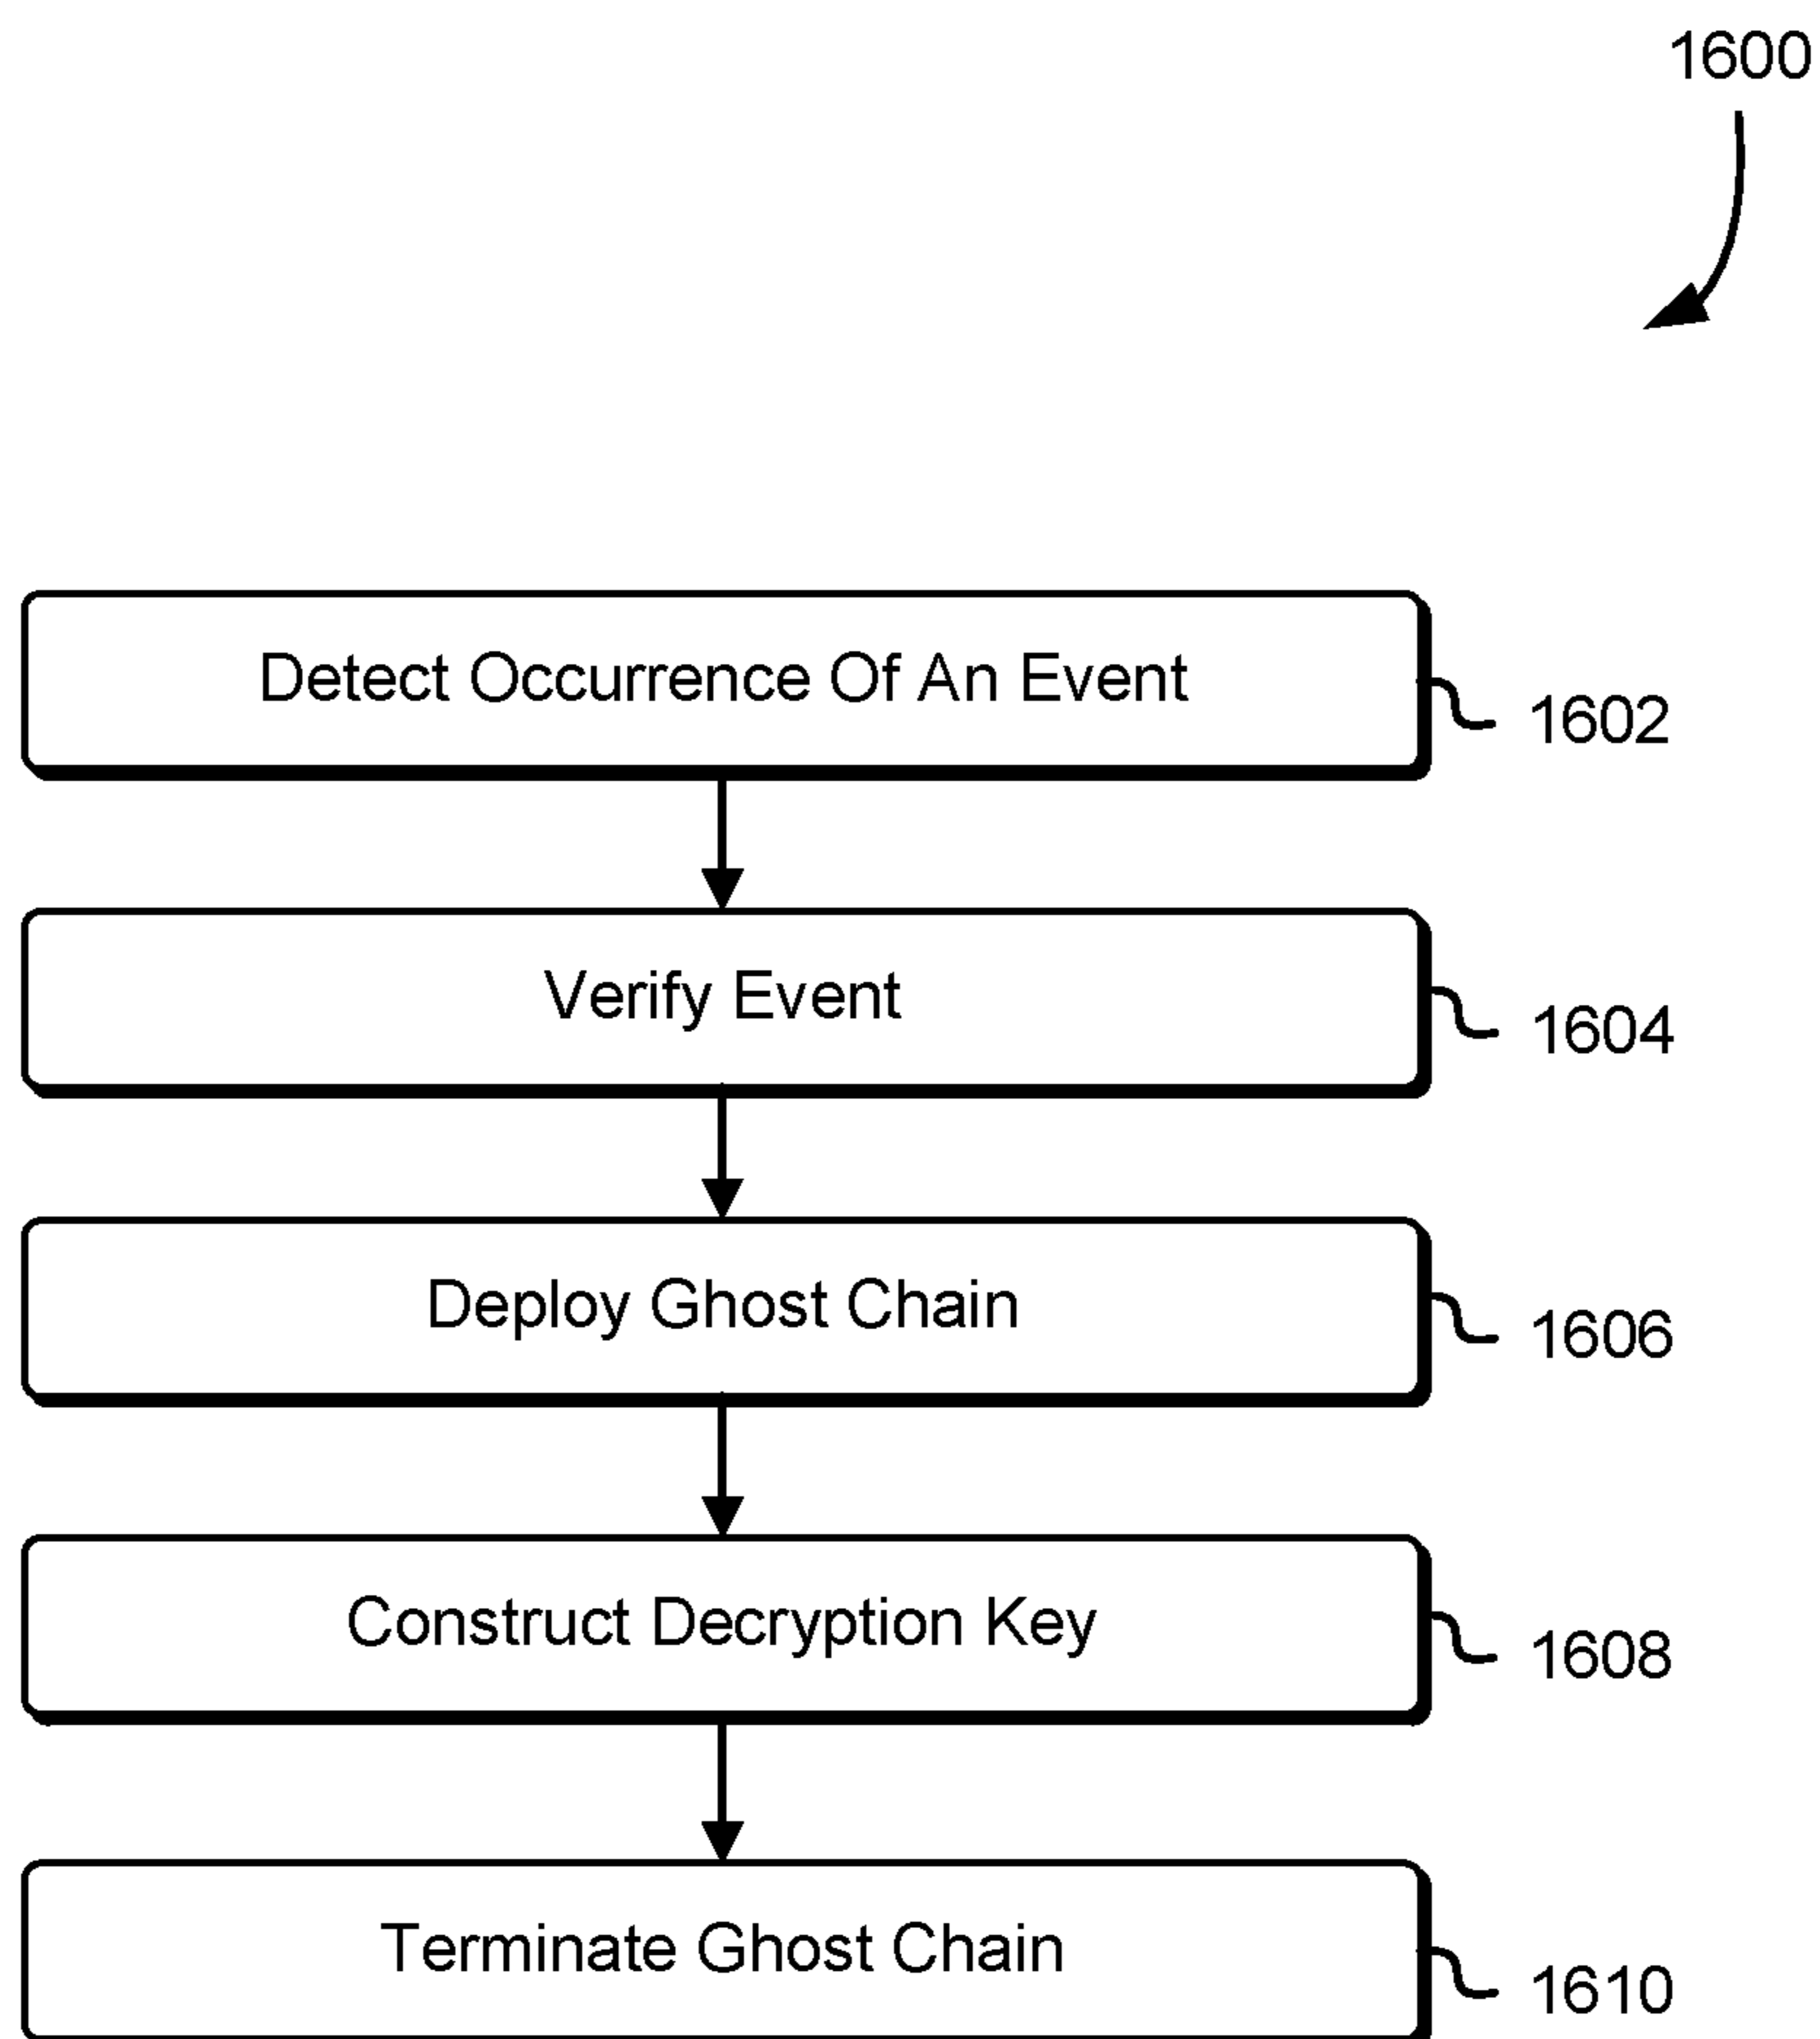 1600
Detect Occurrence Of An Event
1602
Verify Event
1604
Deploy Ghost Chain
1606
Construct Decryption Key
1608
Terminate Ghost Chain
1610